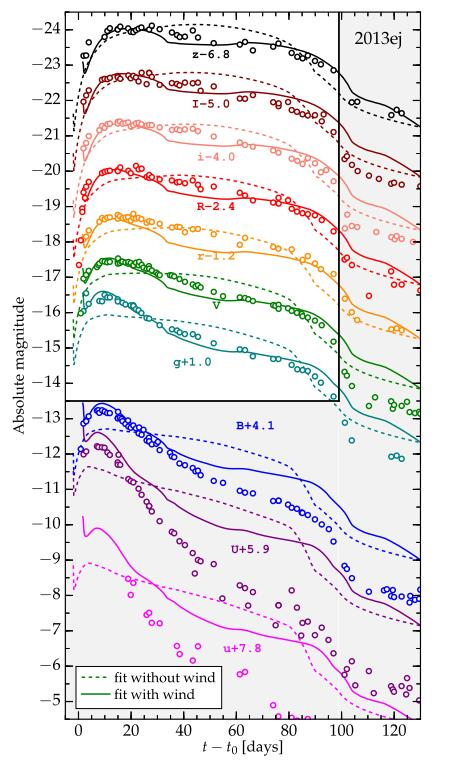 2013ej
−24
z-6.8
−23
−22
I-5.0
−21
i-4.0
−20
−19
R-2.4
−18
r-1.2
−17
V
−16
−15
g+1.0
−14
−13
B+4.1
−12
−11
−10
U+5.9
−9
−8
−7
u+7.8
−6
−5
fit without wind
fit with wind
0 20 40 60 80 100 120
t − t0 [days]
Absolute magnitude